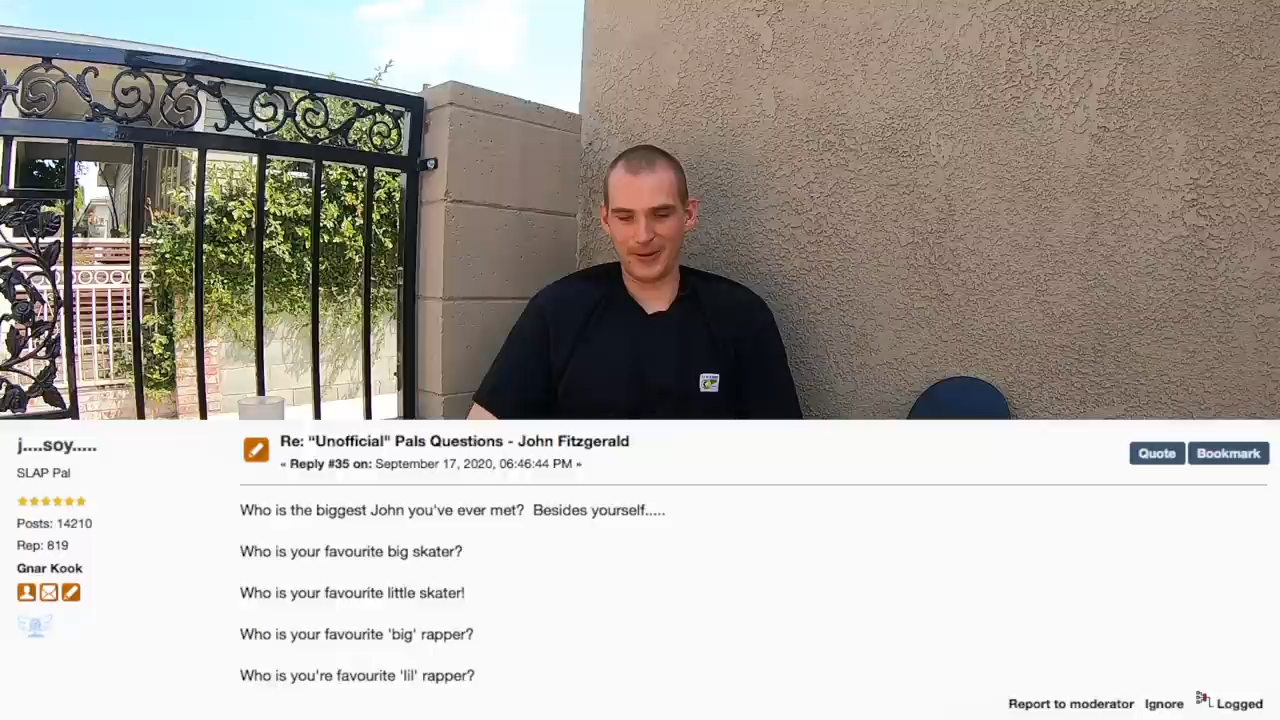 j....soy.....
SLAP Pal
Posts: 14210
Rep: 819
Gnar Kook
Re: "Unofficial" Pals Questions - John Fitzgerald
« Reply #35 on: September 17, 2020, 06:46:44 PM »
Quote
Bookmark
Who is the biggest John you've ever met?  Besides yourself.....
Who is your favourite big skater?
Who is your favourite little skater!
Who is your favourite 'big' rapper?
Who is you're favourite 'lil' rapper?
Report to moderator Ignore Logged